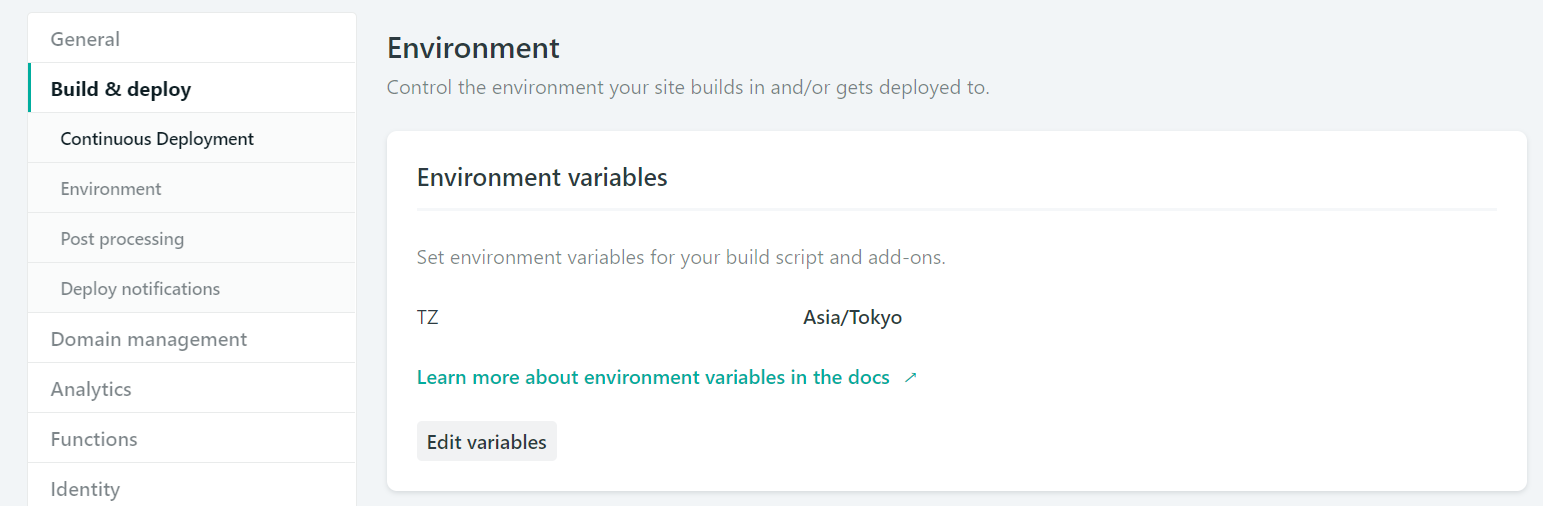 General
Build & deploy
Continuous Deployment
Environment
Post processing
Deploy notifications
Domain management
Analytics
Functions
Identity
Environment
Control the environment your site builds in and/or gets deployed to.
Environment variables
Set environment variables for your build script and add-ons.
TZ Asia/Tokyo
Learn more about environment variables in the docs ↗
Edit variables